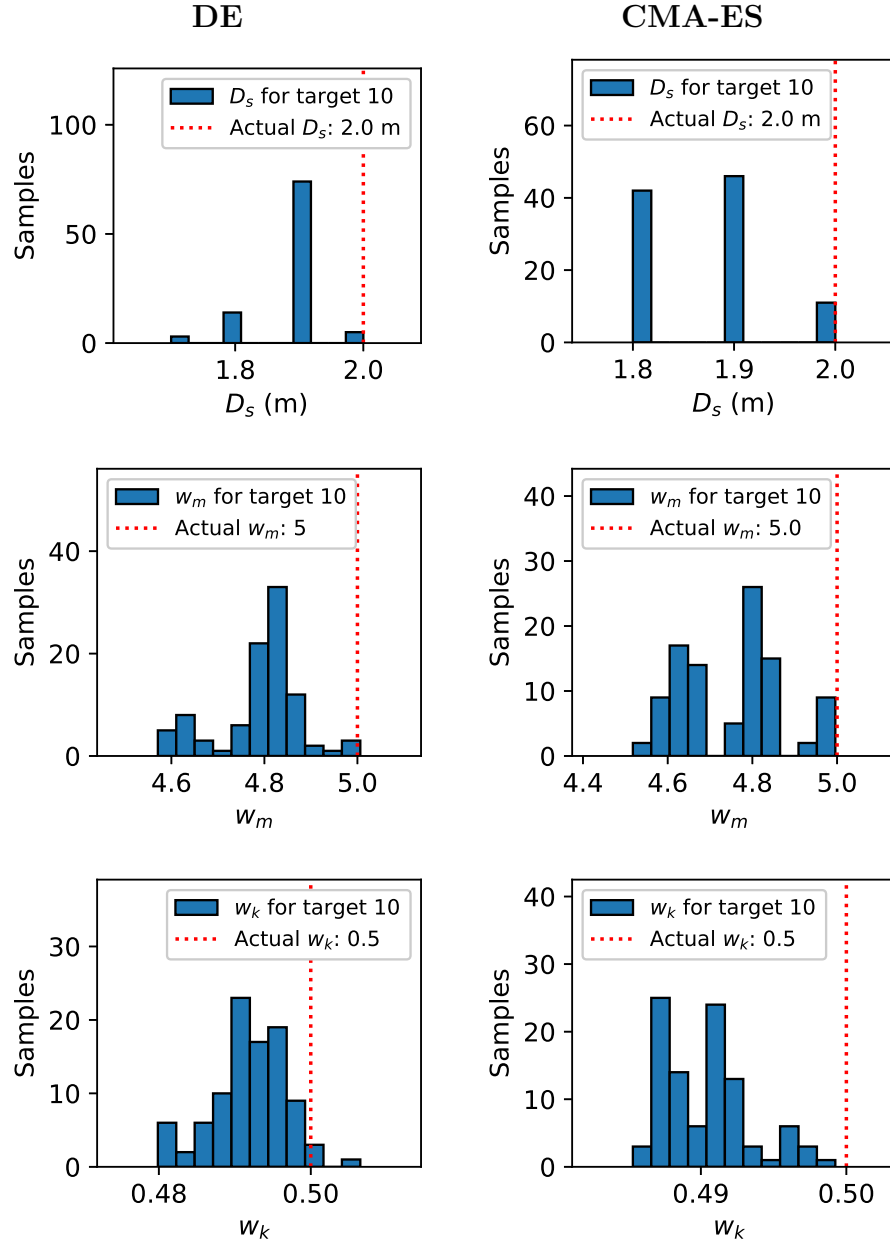 DE
CMA-ES
D_s for target 10
Actual D_s: 2.0 m
100
50
0
Samples
1.8
2.0
D_s (m)
D_s for target 10
Actual D_s: 2.0 m
60
40
20
0
Samples
1.8
1.9
2.0
D_s (m)
w_m for target 10
Actual w_m: 5
40
20
0
Samples
4.6
4.8
5.0
w_m
w_m for target 10
Actual w_m: 5.0
40
30
20
10
0
Samples
4.4
4.6
4.8
5.0
w_m
w_k for target 10
Actual w_k: 0.5
30
20
10
0
Samples
0.48
0.50
w_k
w_k for target 10
Actual w_k: 0.5
40
30
20
10
0
Samples
0.49
0.50
w_k